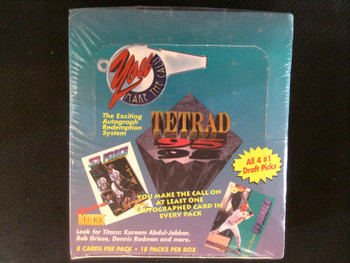 You
MAKE THE CALL
The Exciting
Autograph
Redemption
System
TETRAD
95
All 4 #1
Draft Picks
YOU MAKE THE CALL ON
AT LEAST ONE
AUTOGRAPHED CARD IN
EVERY PACK
Look for Titans: Kareem Abdul-Jabbar,
Bob Griese, Dennis Rodman and more.
8 CARDS PER PACK • 18 PACKS PER BOX